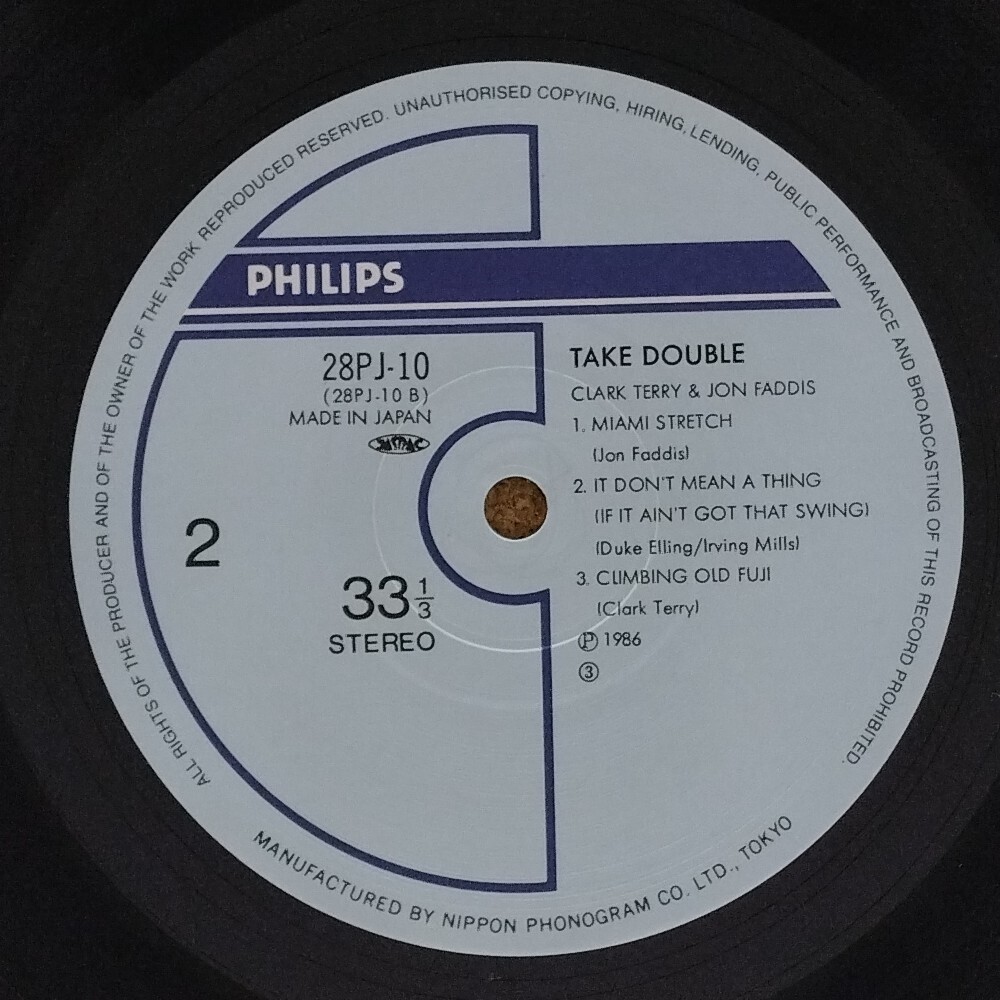 ALL RIGHTS OF THE PRODUCER AND OF THE OWNER OF THE WORK REPRODUCED RESERVED. UNAUTHORISED COPYING, HIRING, LENDING, PUBLIC PERFORMANCE AND BROADCASTING OF THIS RECORD PROHIBITED.
PHILIPS
28PJ-10
(28PJ-10 B)
MADE IN JAPAN
2
33 1/3
STEREO
TAKE DOUBLE
CLARK TERRY & JON FADDIS
1. MIAMI STRETCH
(Jon Faddis)
2. IT DON'T MEAN A THING
(IF IT AIN'T GOT THAT SWING)
(Duke Elling/Irving Mills)
3. CLIMBING OLD FUJI
(Clark Terry)
Ⓟ 1986
③
MANUFACTURED BY NIPPON PHONOGRAM CO. LTD., TOKYO